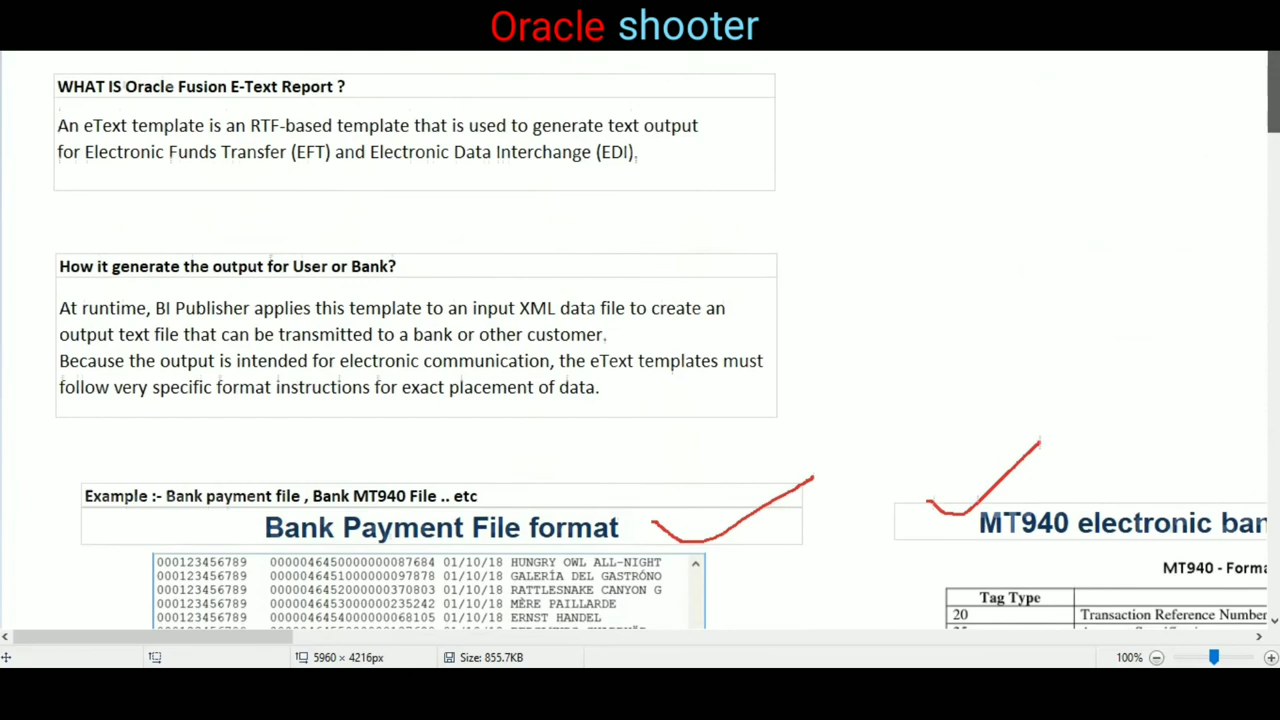 Oracle shooter
WHAT IS Oracle Fusion E-Text Report ?
An eText template is an RTF-based template that is used to generate text output
for Electronic Funds Transfer (EFT) and Electronic Data Interchange (EDI).
How it generate the output for User or Bank?
At runtime, BI Publisher applies this template to an input XML data file to create an
output text file that can be transmitted to a bank or other customer.
Because the output is intended for electronic communication, the eText templates must
follow very specific format instructions for exact placement of data.
Example :- Bank payment file , Bank MT940 File .. etc
Bank Payment File format
000123456789 00000464500000000087684 01/10/18 HUNGRY OWL ALL-NIGHT
000123456789 00000464510000000097878 01/10/18 GALERÍA DEL GASTRÓNO
000123456789 00000464520000000370803 01/10/18 RATTLESNAKE CANYON G
000123456789 00000464530000000235242 01/10/18 MÈRE PAILLARDE
000123456789 00000464540000000068105 01/10/18 ERNST HANDEL
MT940 electronic ban
MT940 - Forma
Tag Type
20 Transaction Reference Number
5960 × 4216px
Size: 855.7KB
100%